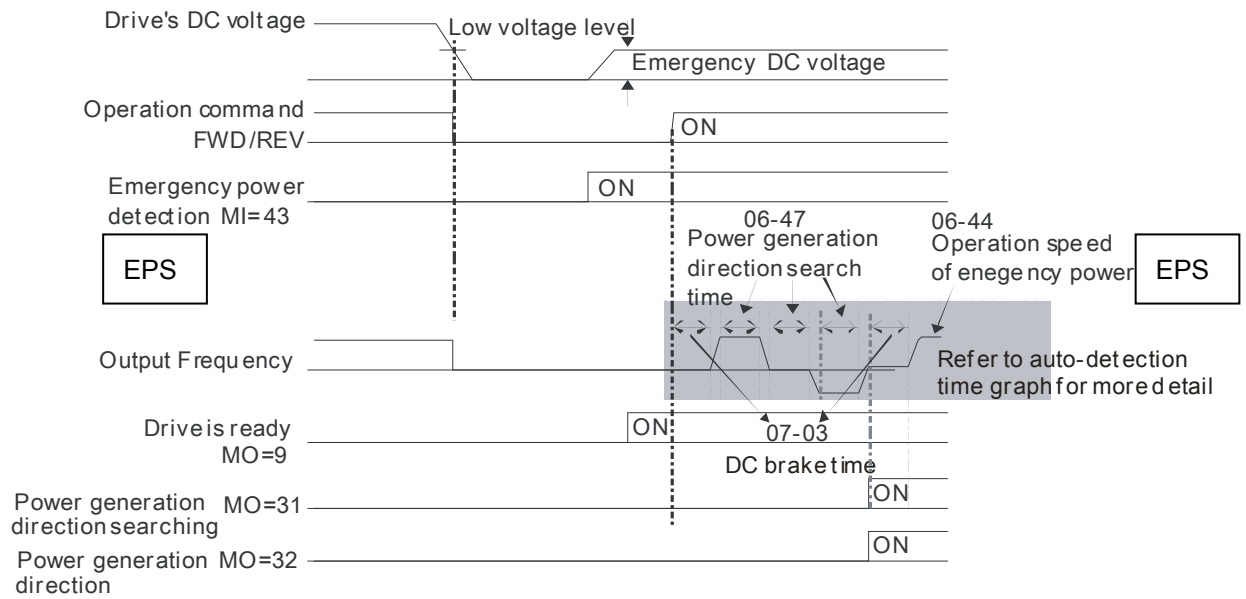 Drive's DC voltage
Low voltage level
Emergency DC voltage
Operation command
FWD/REV
ON
Emergency power
detection MI=43
ON
EPS
06-47
Power generation
direction search
time
06-44
Operation speed
of enegency power
EPS
Output Frequency
Refer to auto-detection
time graph for more detail
Drive is ready
MO=9
ON
07-03
DC brake time
Power generation MO=31
direction searching
ON
Power generation MO=32
direction
ON